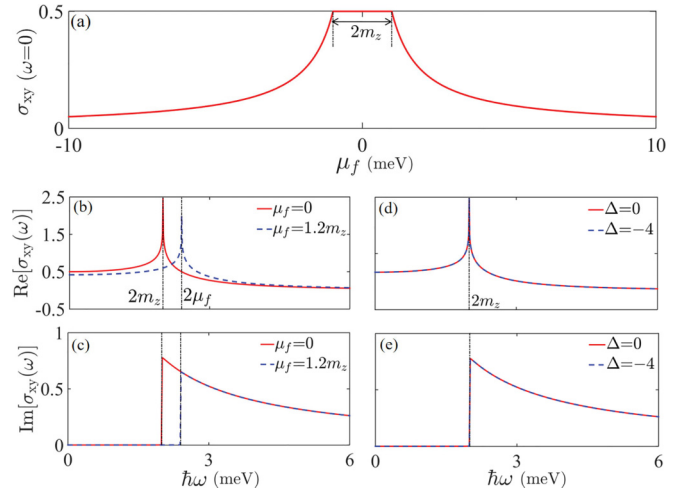 (a)
0.5
2m_z
σ_xy (ω=0)
0
-10
0
10
μ_f (meV)
(b)
2.5
1.5
0.5
-0.5
Re[σ_xy(ω)]
μ_f=0
μ_f=1.2m_z
2m_z
2μ_f
(d)
Δ=0
Δ=−4
2m_z
(c)
1
0.5
0
Im[σ_xy(ω)]
μ_f=0
μ_f=1.2m_z
0
3
6
ħω (meV)
(e)
Δ=0
Δ=−4
0
3
6
ħω (meV)